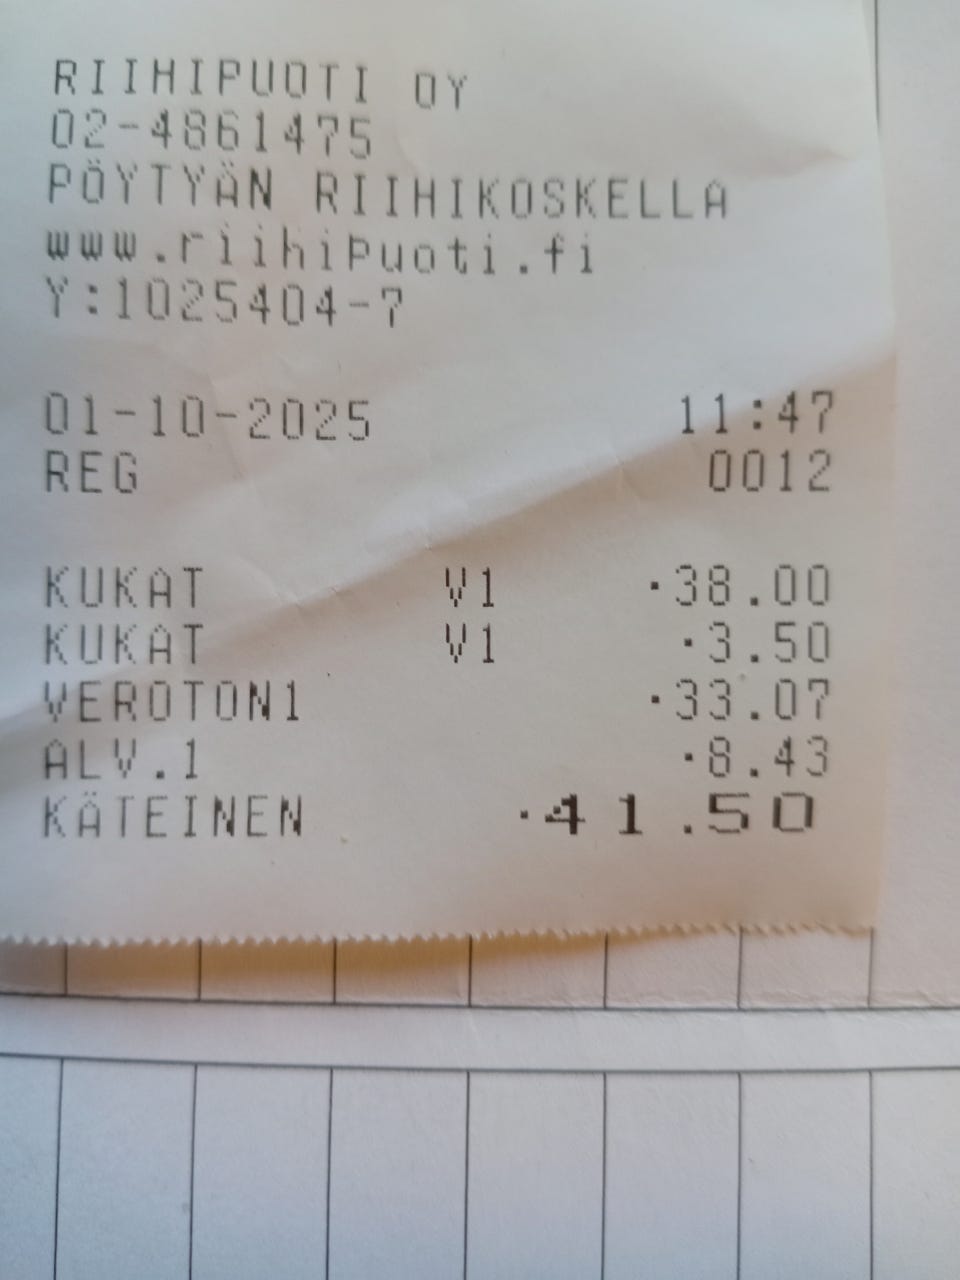 RIIHIPUOTI OY
02-4861475
PÖYTYÄN RIIHIKOSKELLA
www.riihipuoti.fi
Y:1025404-7
01-10-2025 11:47
REG 0012
KUKAT V1 ·38.00
KUKAT V1 ·3.50
VEROTON1 ·33.07
ALV.1 ·8.43
KÄTEINEN ·41.50